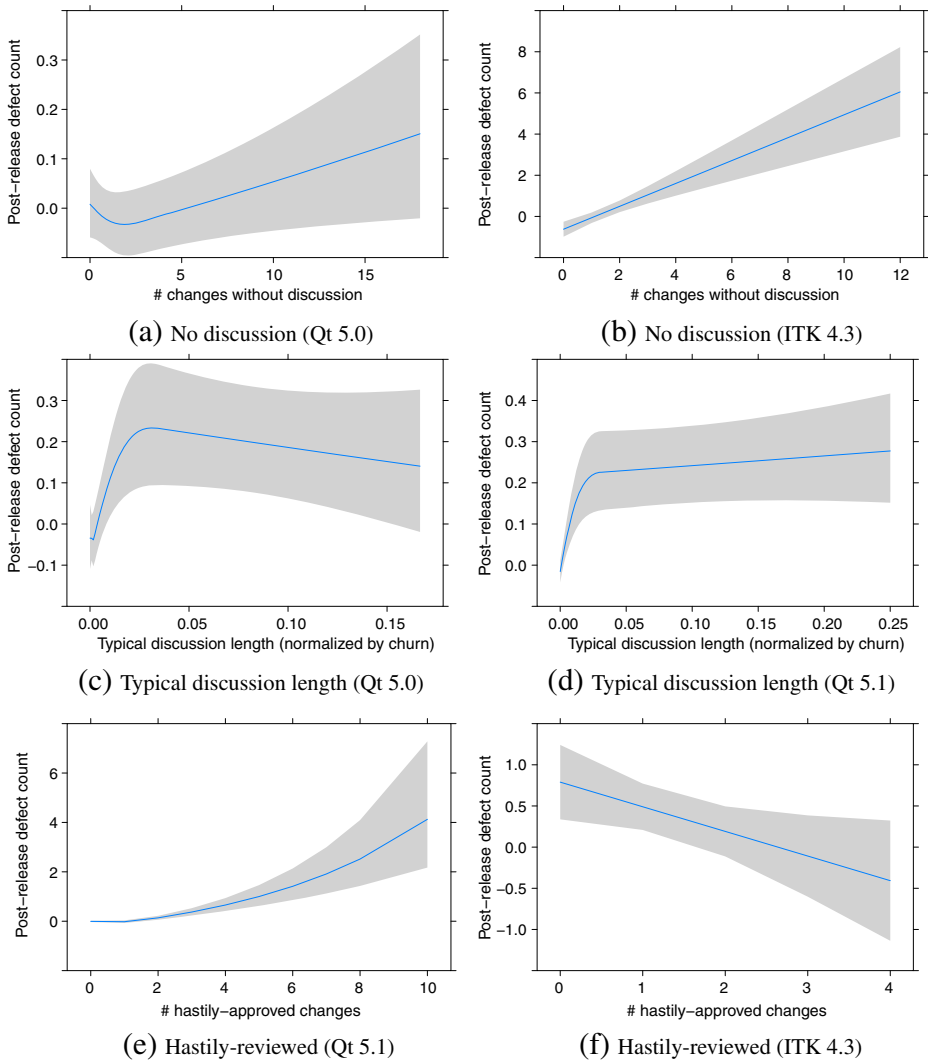 Post−release defect count
0.3
0.2
0.1
0.0
0 5 10 15
# changes without discussion
(a) No discussion (Qt 5.0)
Post−release defect count
8
6
4
2
0
0 2 4 6 8 10 12
# changes without discussion
(b) No discussion (ITK 4.3)
Post−release defect count
0.3
0.2
0.1
0.0
−0.1
0.00 0.05 0.10 0.15
Typical discussion length (normalized by churn)
(c) Typical discussion length (Qt 5.0)
Post−release defect count
0.4
0.3
0.2
0.1
0.0
0.00 0.05 0.10 0.15 0.20 0.25
Typical discussion length (normalized by churn)
(d) Typical discussion length (Qt 5.1)
Post−release defect count
6
4
2
0
0 2 4 6 8 10
# hastily−approved changes
(e) Hastily-reviewed (Qt 5.1)
Post−release defect count
1.0
0.5
0.0
−0.5
−1.0
0 1 2 3 4
# hastily−approved changes
(f) Hastily-reviewed (ITK 4.3)